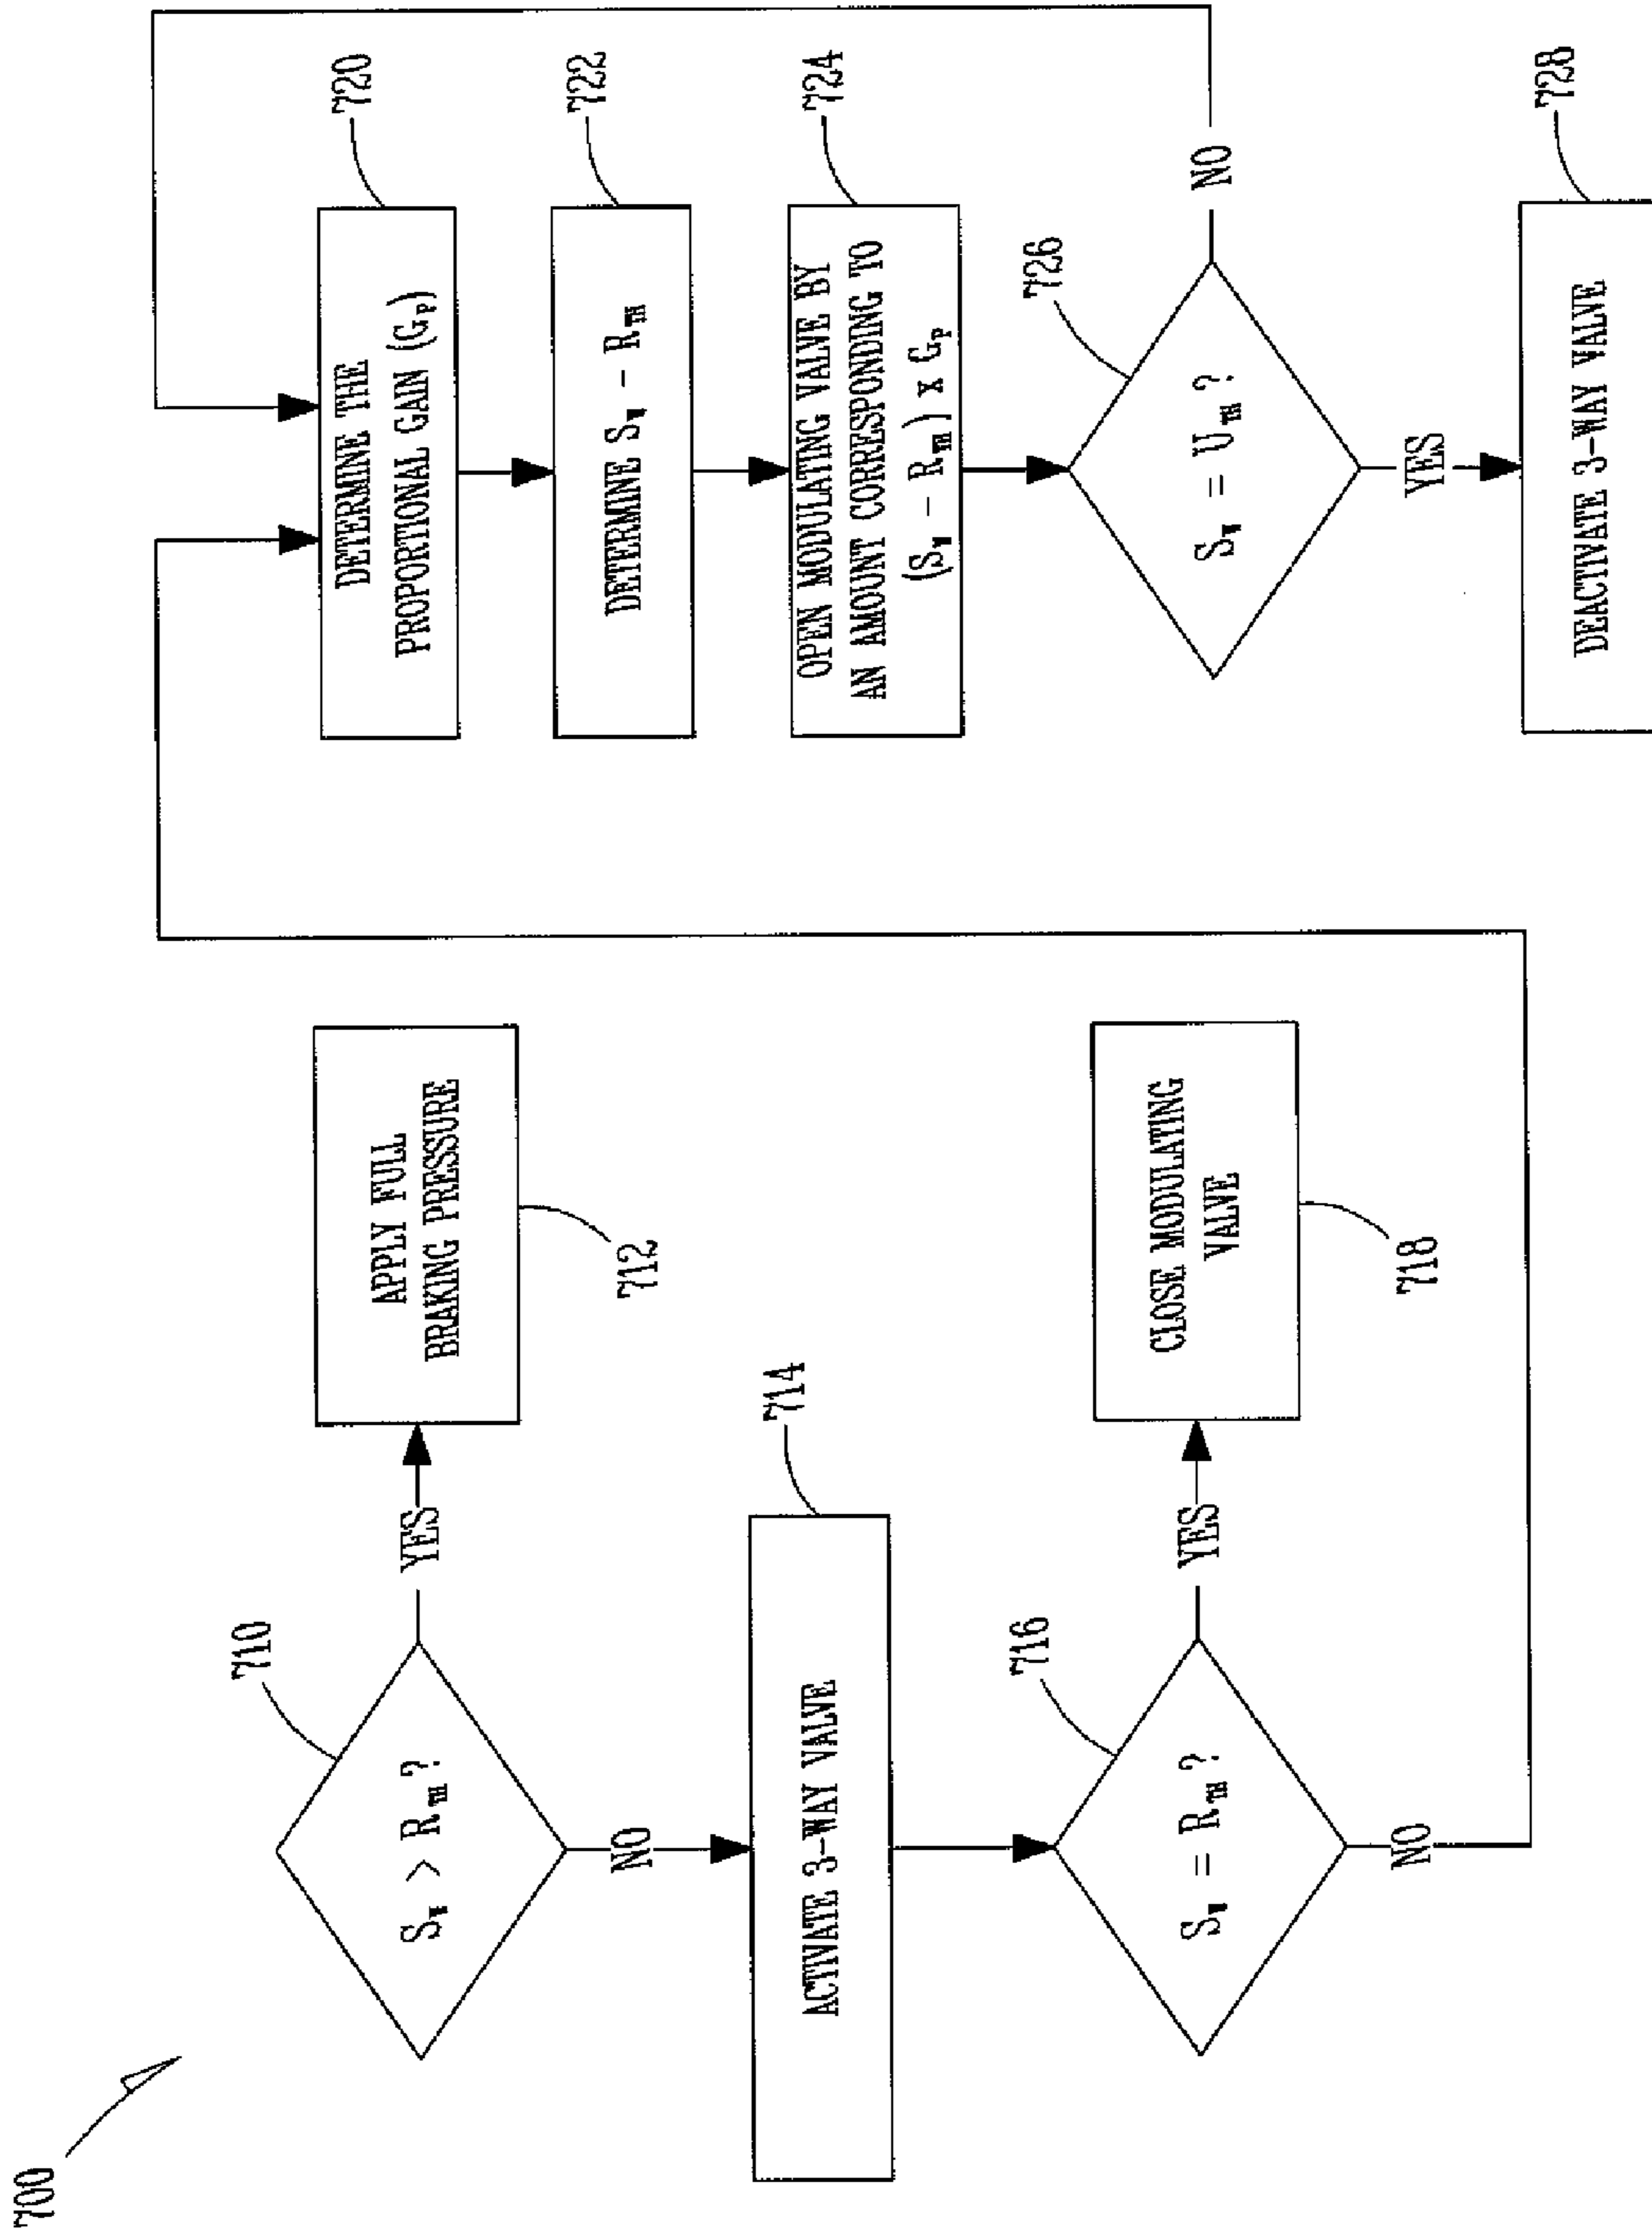 700
710
S_W > R_TH ?
YES
APPLY FULL
BRAKING PRESSURE
712
NO
714
ACTIVATE 3-WAY VALVE
716
S_W = R_TH ?
YES
CLOSE MODULATING
VALVE
718
NO
DETERMINE THE
PROPORTIONAL GAIN (G_P)
720
DETERMINE S_W - R_TH
722
OPEN MODULATING VALVE BY
AN AMOUNT CORRESPONDING TO
(S_W - R_TH) x G_P
724
726
S_W = U_TH ?
NO
YES
DEACTIVATE 3-WAY VALVE
728